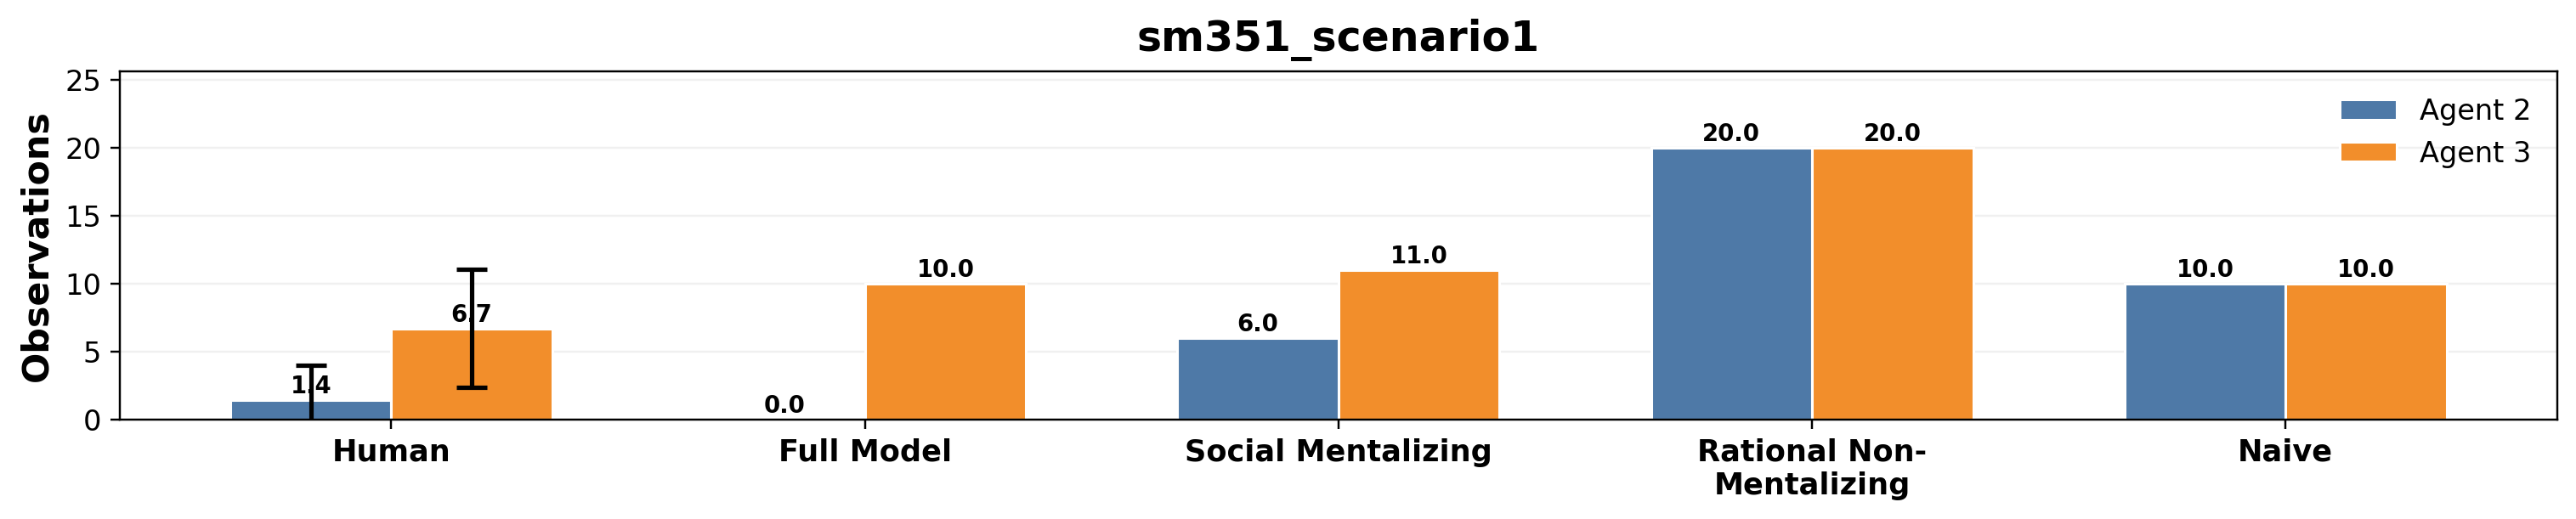 sm351_scenario1
Observations
25
20
15
10
5
0
Agent 2
Agent 3
1.4
6.7
0.0
10.0
6.0
11.0
20.0
20.0
10.0
10.0
Human
Full Model
Social Mentalizing
Rational Non-
Mentalizing
Naive